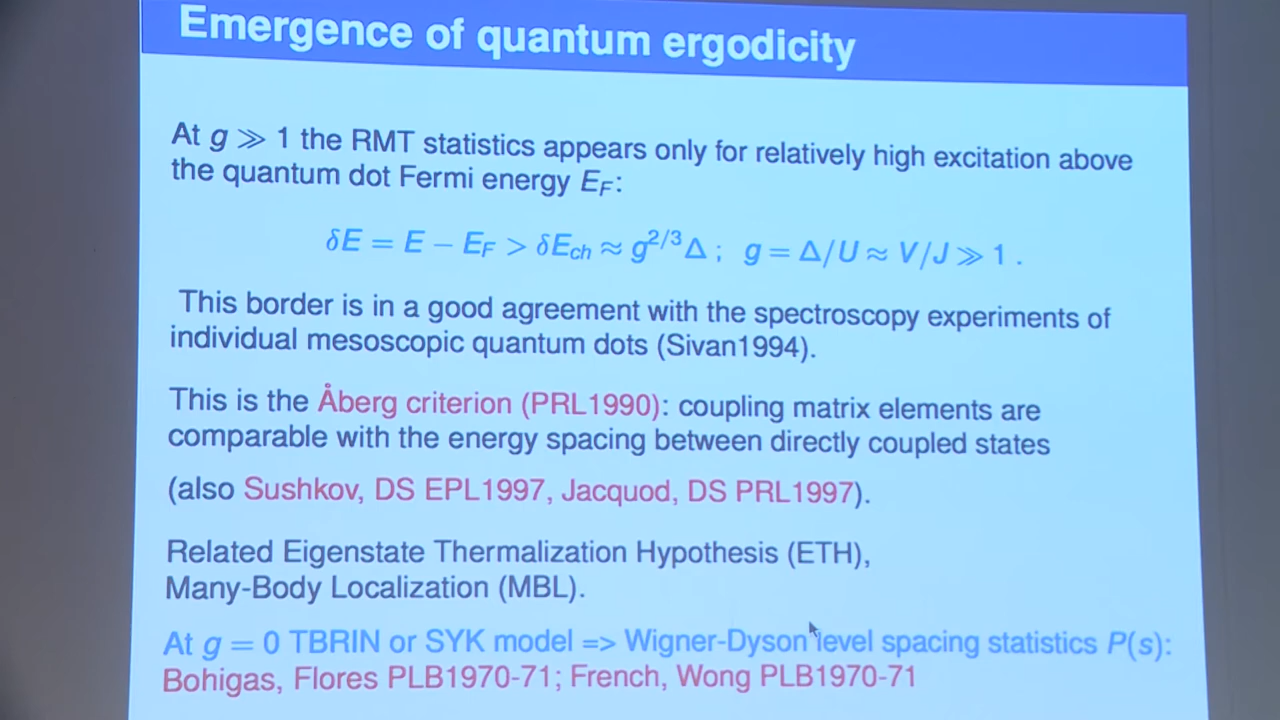 Emergence of quantum ergodicity
At g ≫ 1 the RMT statistics appears only for relatively high excitation above
the quantum dot Fermi energy E_F:
δE = E − E_F > δE_ch ≈ g^{2/3}Δ ; g = Δ/U ≈ V/J ≫ 1 .
This border is in a good agreement with the spectroscopy experiments of
individual mesoscopic quantum dots (Sivan1994).
This is the Åberg criterion (PRL1990): coupling matrix elements are
comparable with the energy spacing between directly coupled states
(also Sushkov, DS EPL1997, Jacquod, DS PRL1997).
Related Eigenstate Thermalization Hypothesis (ETH),
Many-Body Localization (MBL).
At g = 0 TBRIN or SYK model => Wigner-Dyson level spacing statistics P(s):
Bohigas, Flores PLB1970-71; French, Wong PLB1970-71